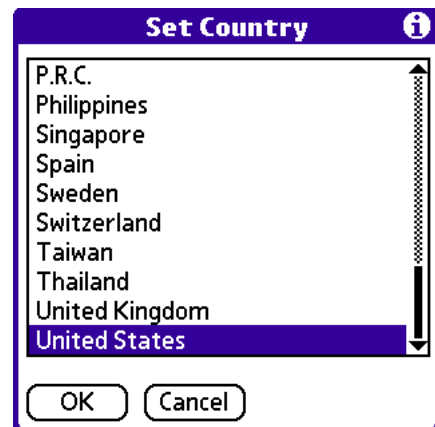 Set Country
P.R.C.
Philippines
Singapore
Spain
Sweden
Switzerland
Taiwan
Thailand
United Kingdom
United States
OK Cancel